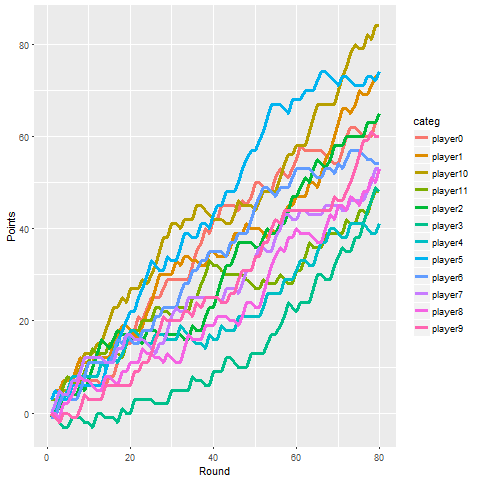 80
60
40
20
0
Points
0
20
40
60
80
Round
categ
player0
player1
player10
player11
player2
player3
player4
player5
player6
player7
player8
player9